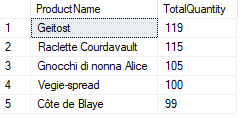 ProductName TotalQuantity
1 Geitost 119
2 Raclette Courdavault 115
3 Gnocchi di nonna Alice 105
4 Vegie-spread 100
5 Côte de Blaye 99